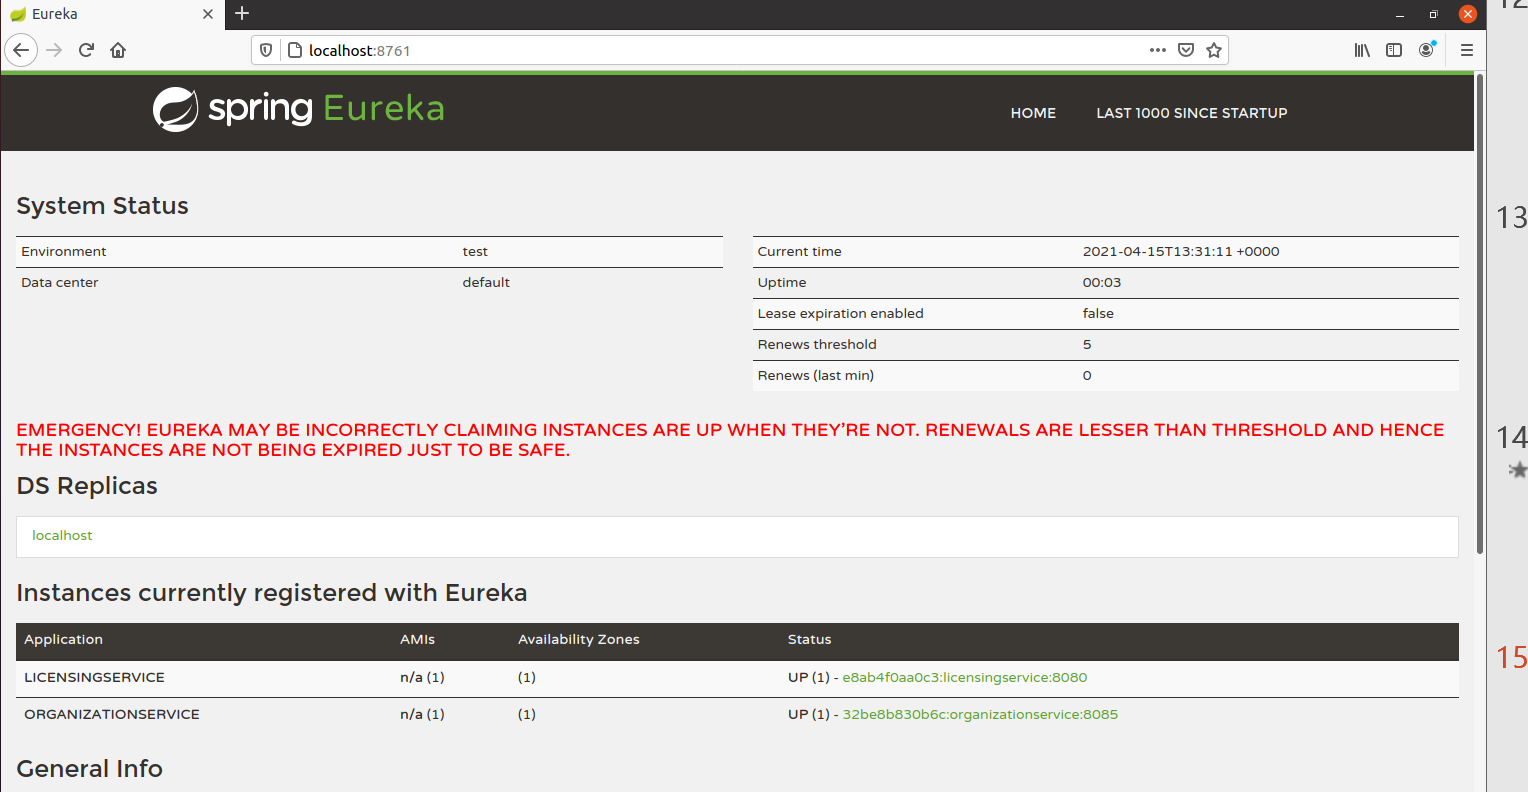 Eureka
localhost:8761
spring Eureka
HOME
LAST 1000 SINCE STARTUP
System Status
Environment test
Data center default
Current time 2021-04-15T13:31:11 +0000
Uptime 00:03
Lease expiration enabled false
Renews threshold 5
Renews (last min) 0
EMERGENCY! EUREKA MAY BE INCORRECTLY CLAIMING INSTANCES ARE UP WHEN THEY'RE NOT. RENEWALS ARE LESSER THAN THRESHOLD AND HENCE
THE INSTANCES ARE NOT BEING EXPIRED JUST TO BE SAFE.
DS Replicas
localhost
Instances currently registered with Eureka
Application AMIs Availability Zones Status
LICENSINGSERVICE n/a (1) (1) UP (1) - e8ab4f0aa0c3:licensingservice:8080
ORGANIZATIONSERVICE n/a (1) (1) UP (1) - 32be8b830b6c:organizationservice:8085
General Info
13
14
15